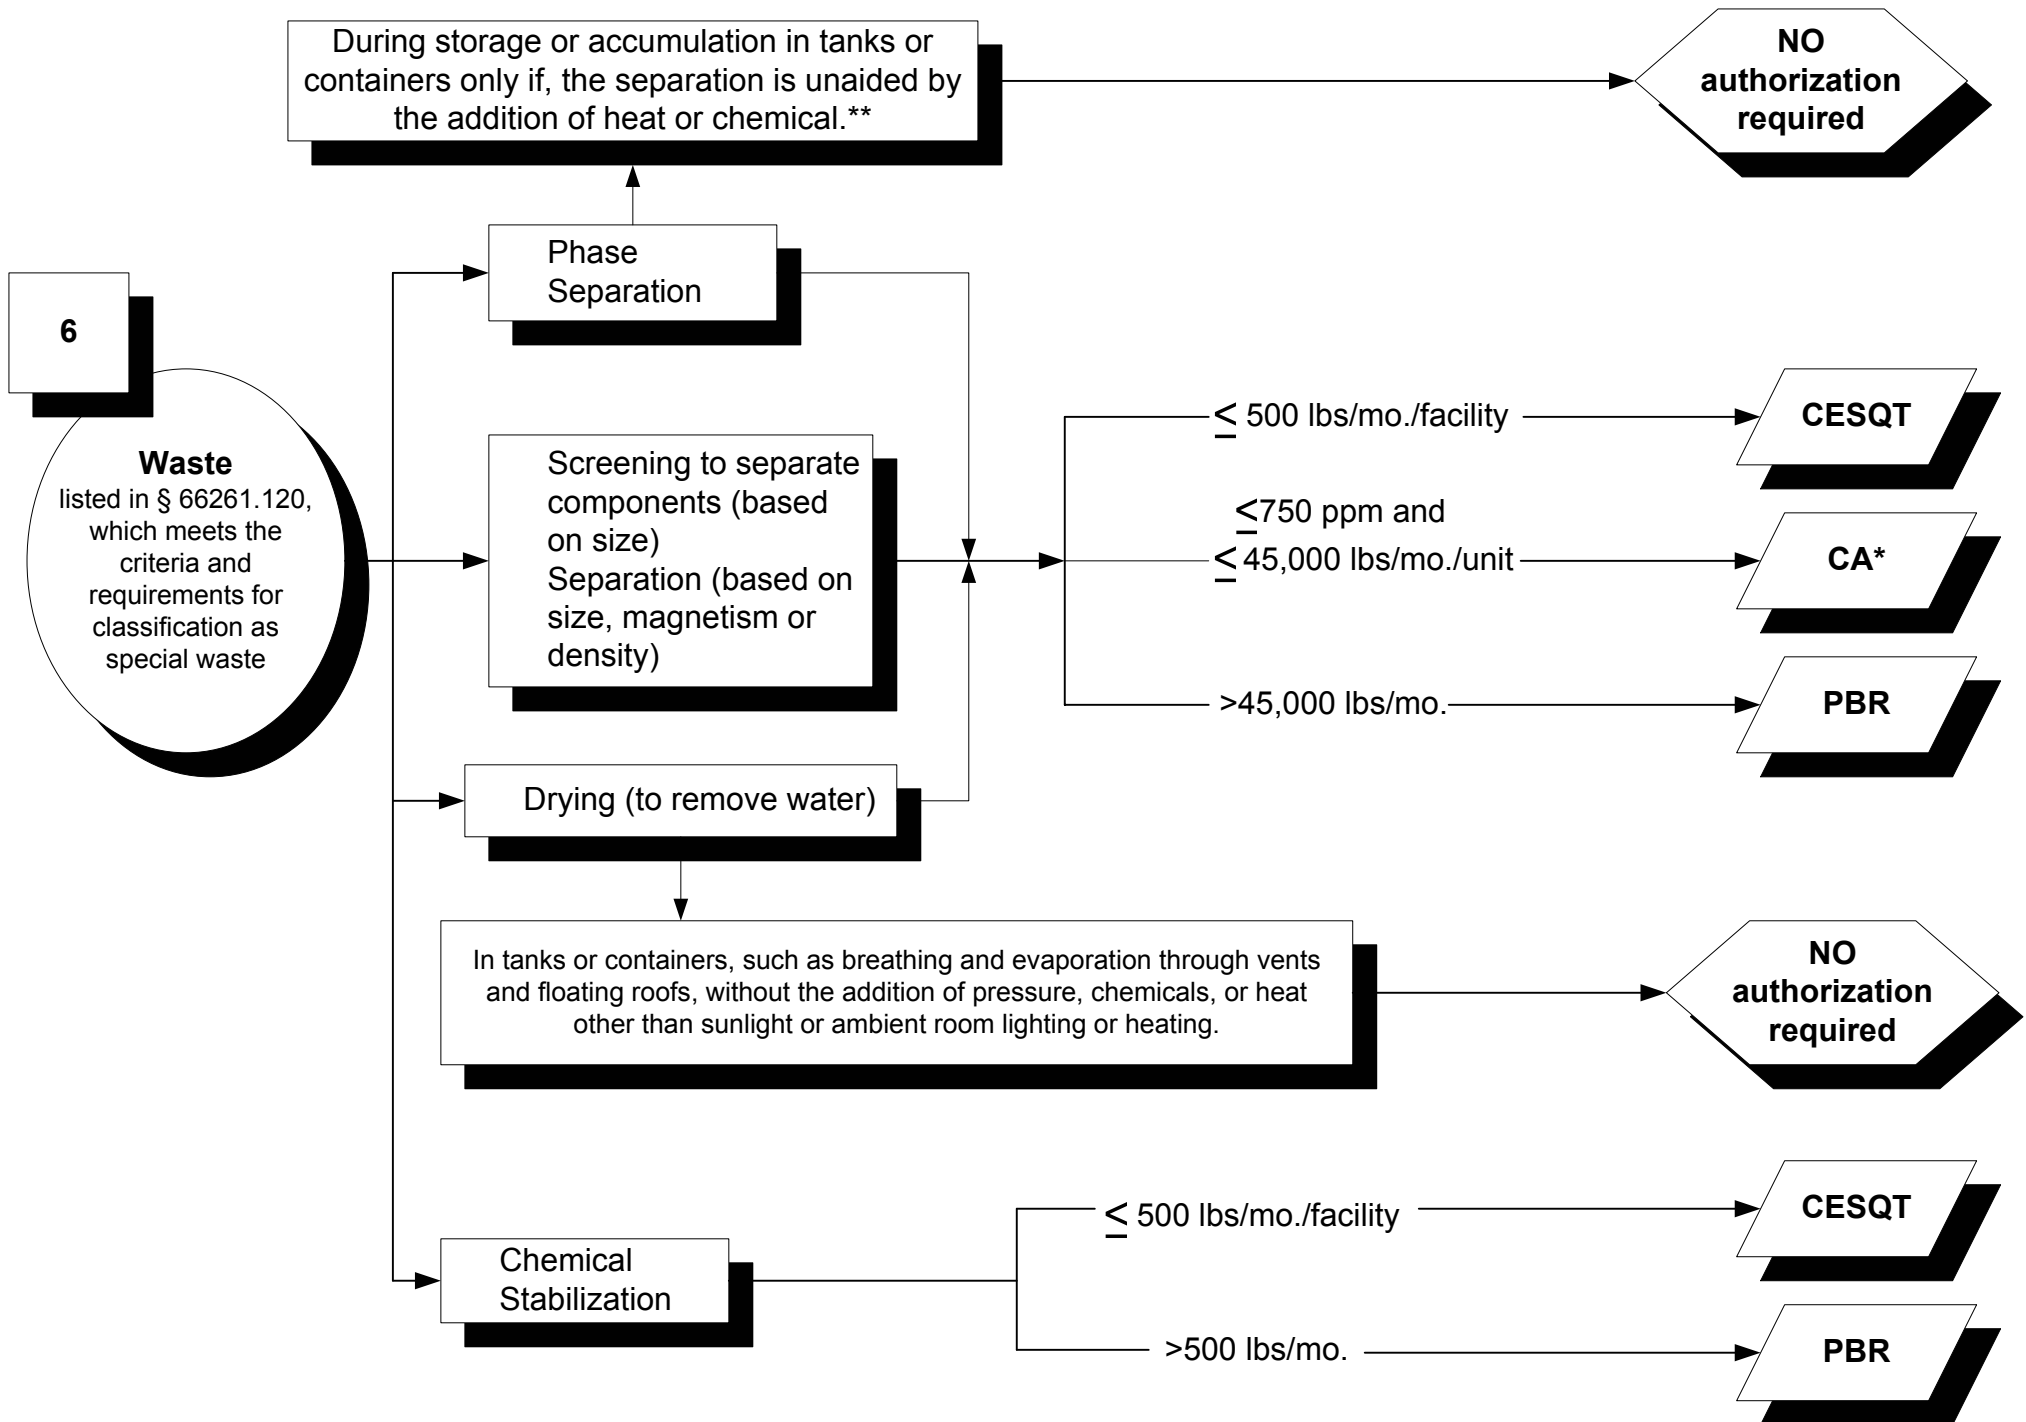 During storage or accumulation in tanks or
containers only if, the separation is unaided by
the addition of heat or chemical.**
NO
authorization
required
Phase
Separation
6
Waste
listed in § 66261.120,
which meets the
criteria and
requirements for
classification as
special waste
Screening to separate
components (based
on size)
Separation (based on
size, magnetism or
density)
≤ 500 lbs/mo./facility
CESQT
≤750 ppm and
≤ 45,000 lbs/mo./unit
CA*
>45,000 lbs/mo.
PBR
Drying (to remove water)
In tanks or containers, such as breathing and evaporation through vents
and floating roofs, without the addition of pressure, chemicals, or heat
other than sunlight or ambient room lighting or heating.
NO
authorization
required
Chemical
Stabilization
≤ 500 lbs/mo./facility
CESQT
>500 lbs/mo.
PBR